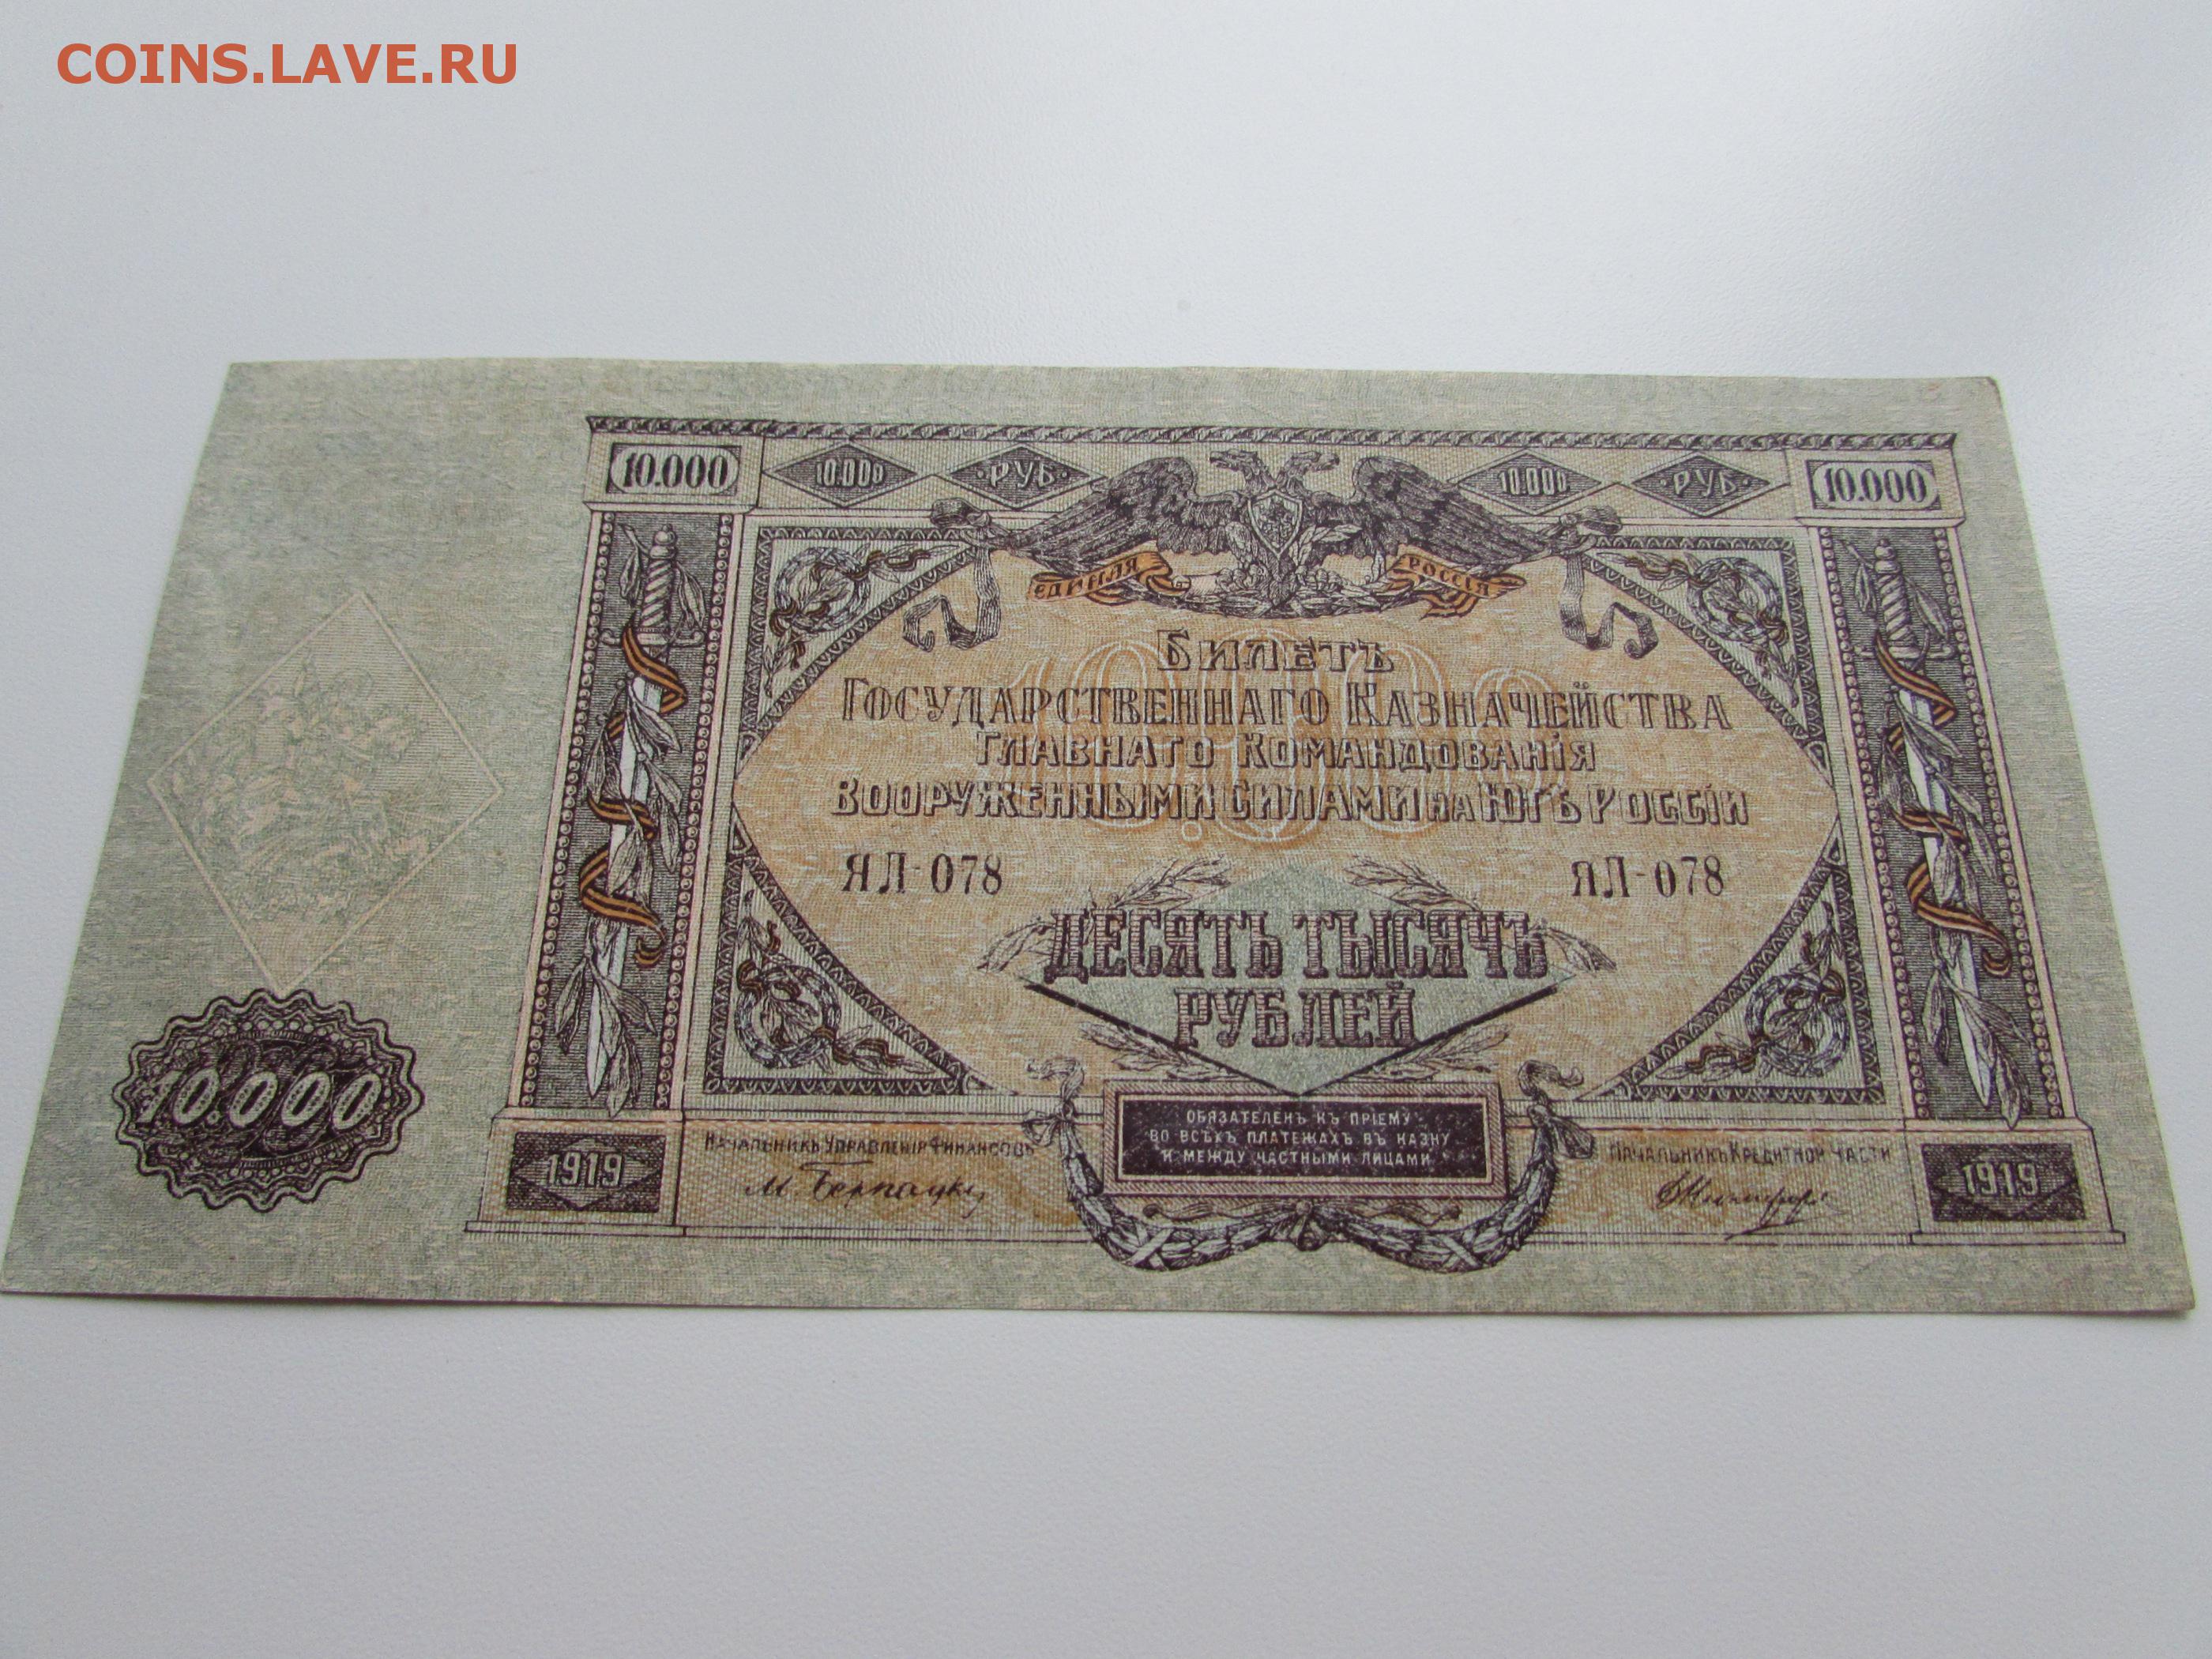 COINS.LAVE.RU
10.000 10.000 РУБ 10.000 РУБ 10.000
ЕДИНАЯ РОССІЯ
БИЛЕТЪ
ГОСУДАРСТВЕННАГО КАЗНАЧЕЙСТВА
ГЛАВНАГО КОМАНДОВАНІЯ
ВООРУЖЕННЫМИ СИЛАМИ НА ЮГѢ РОССІИ
ЯЛ-078 ЯЛ-078
ДЕСЯТЬ ТЫСЯЧЪ
РУБЛЕЙ
10.000
ОБЯЗАТЕЛЕНЪ КЪ ПРІЕМУ
ВО ВСѢХЪ ПЛАТЕЖАХЪ ВЪ КАЗНУ
И МЕЖДУ ЧАСТНЫМИ ЛИЦАМИ
1919 НАЧАЛЬНИКЪ УПРАВЛЕНІЯ ФИНАНСОВЪ НАЧАЛЬНИКЪ КРЕДИТНОЙ ЧАСТИ 1919
М. Бернацкій